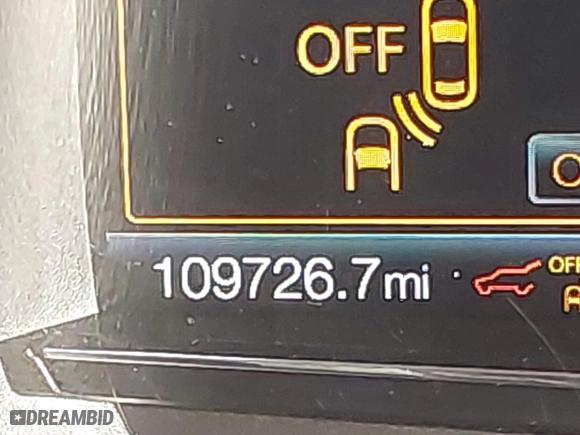 OFF
O
109726.7mi
OFF
DREAMBID